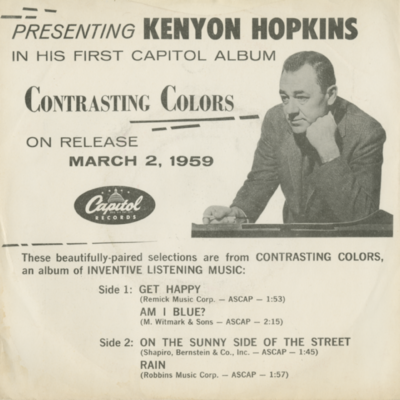 PRESENTING KENYON HOPKINS
IN HIS FIRST CAPITOL ALBUM
CONTRASTING COLORS
ON RELEASE
MARCH 2, 1959
Capitol
RECORDS
These beautifully-paired selections are from CONTRASTING COLORS,
an album of INVENTIVE LISTENING MUSIC:
Side 1: GET HAPPY
(Remick Music Corp. — ASCAP — 1:53)
AM I BLUE?
(M. Witmark & Sons — ASCAP — 2:15)
Side 2: ON THE SUNNY SIDE OF THE STREET
(Shapiro, Bernstein & Co., Inc — ASCAP — 1:45)
RAIN
(Robbins Music Corp. — ASCAP — 1:57)